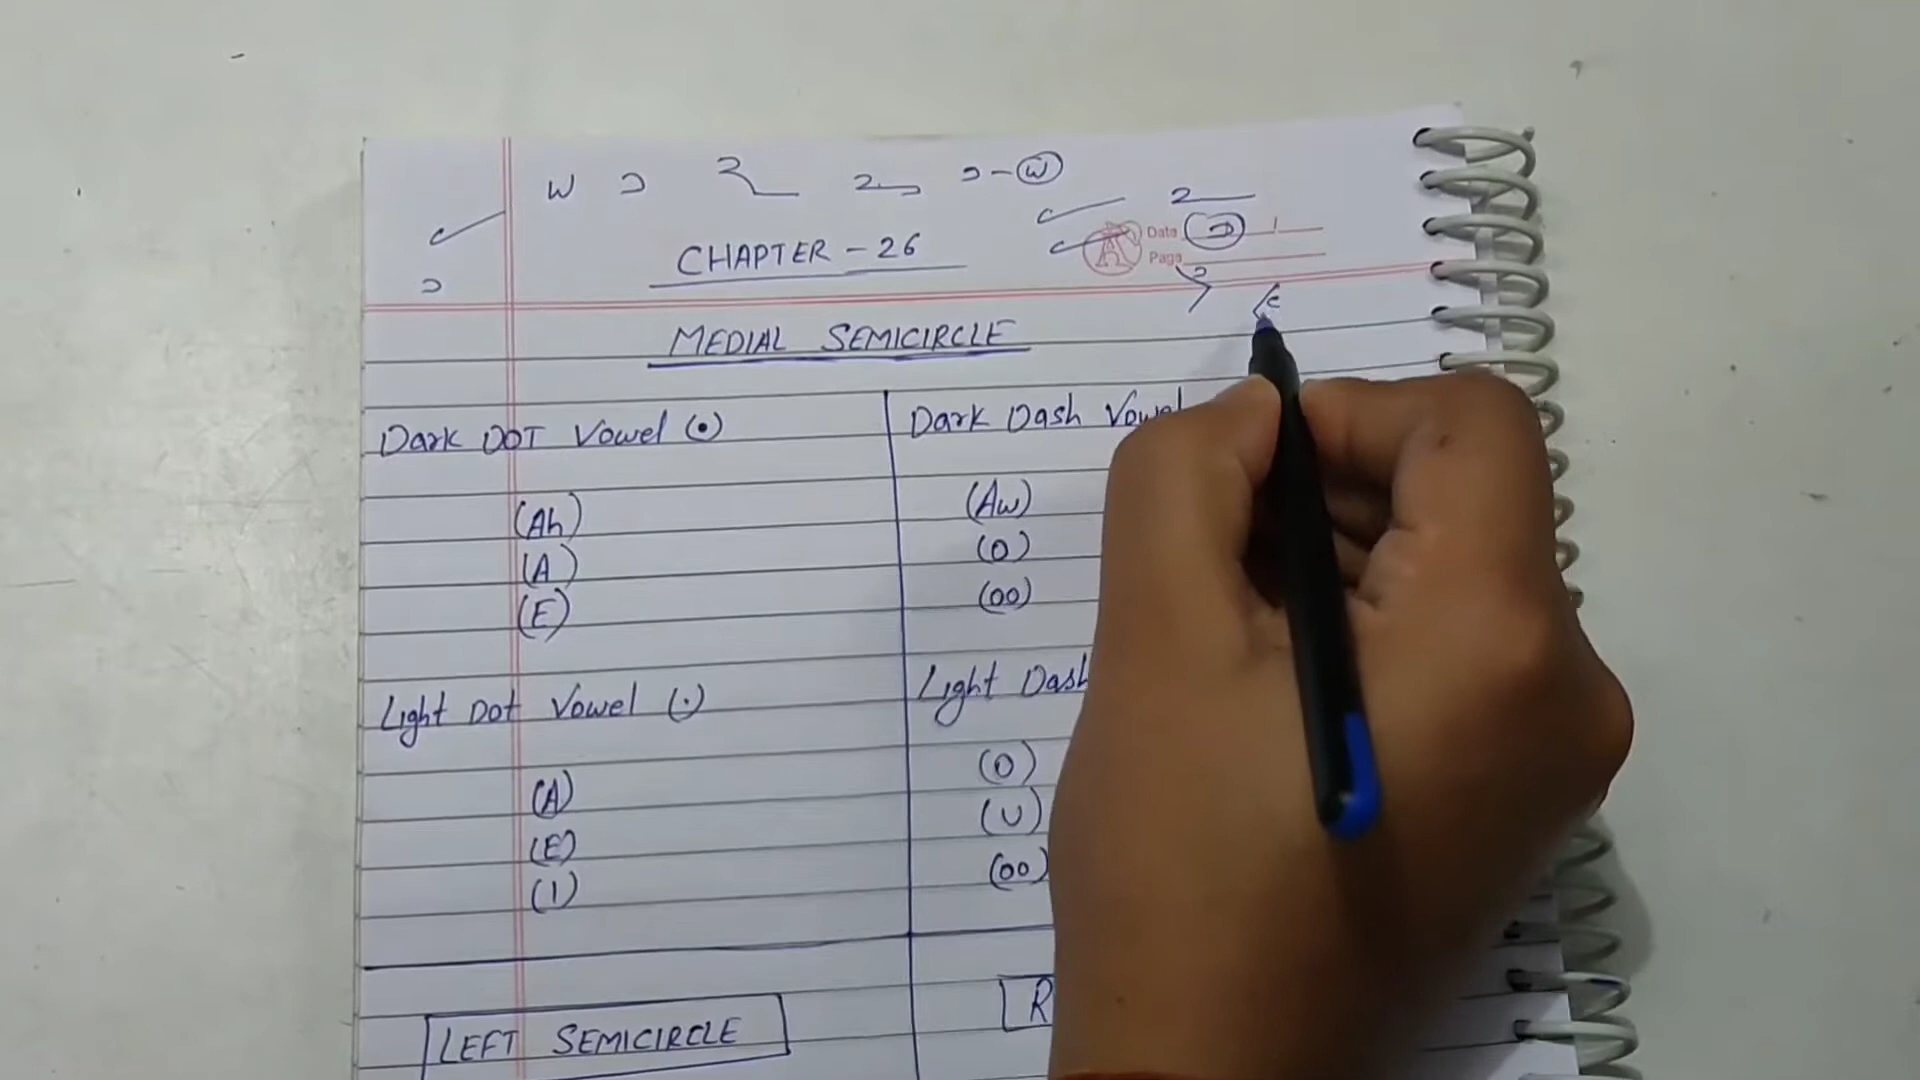 W
W
CHAPTER - 26
Date
Page
MEDIAL SEMICIRCLE
Dark DOT Vowel (•)
(Ah)
(A)
(E)
Light Dot Vowel (.)
(A)
(E)
(I)
LEFT SEMICIRCLE
Dark Dash Vowel
(Aw)
(O)
(oo)
Light Dash
(O)
(U)
(oo)
R